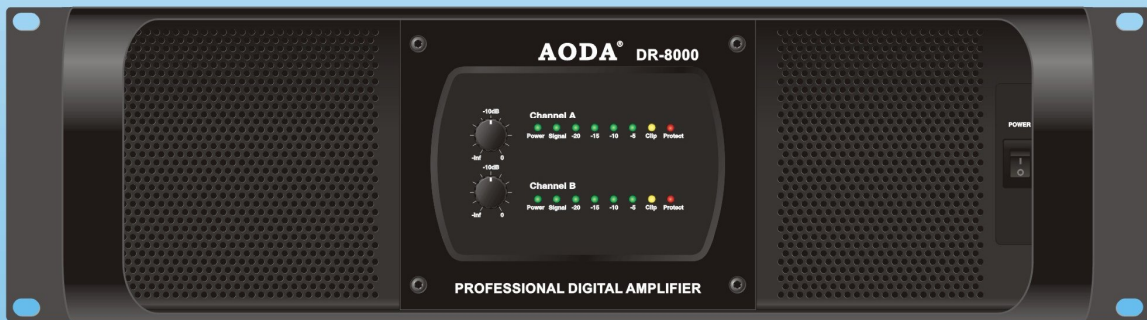 AODA® DR-8000
-10dB
Channel A
Power Signal -20 -15 -10 -5 Clip Protect
-Inf 0
-10dB
Channel B
Power Signal -20 -15 -10 -5 Clip Protect
-Inf 0
POWER
I
O
PROFESSIONAL DIGITAL AMPLIFIER